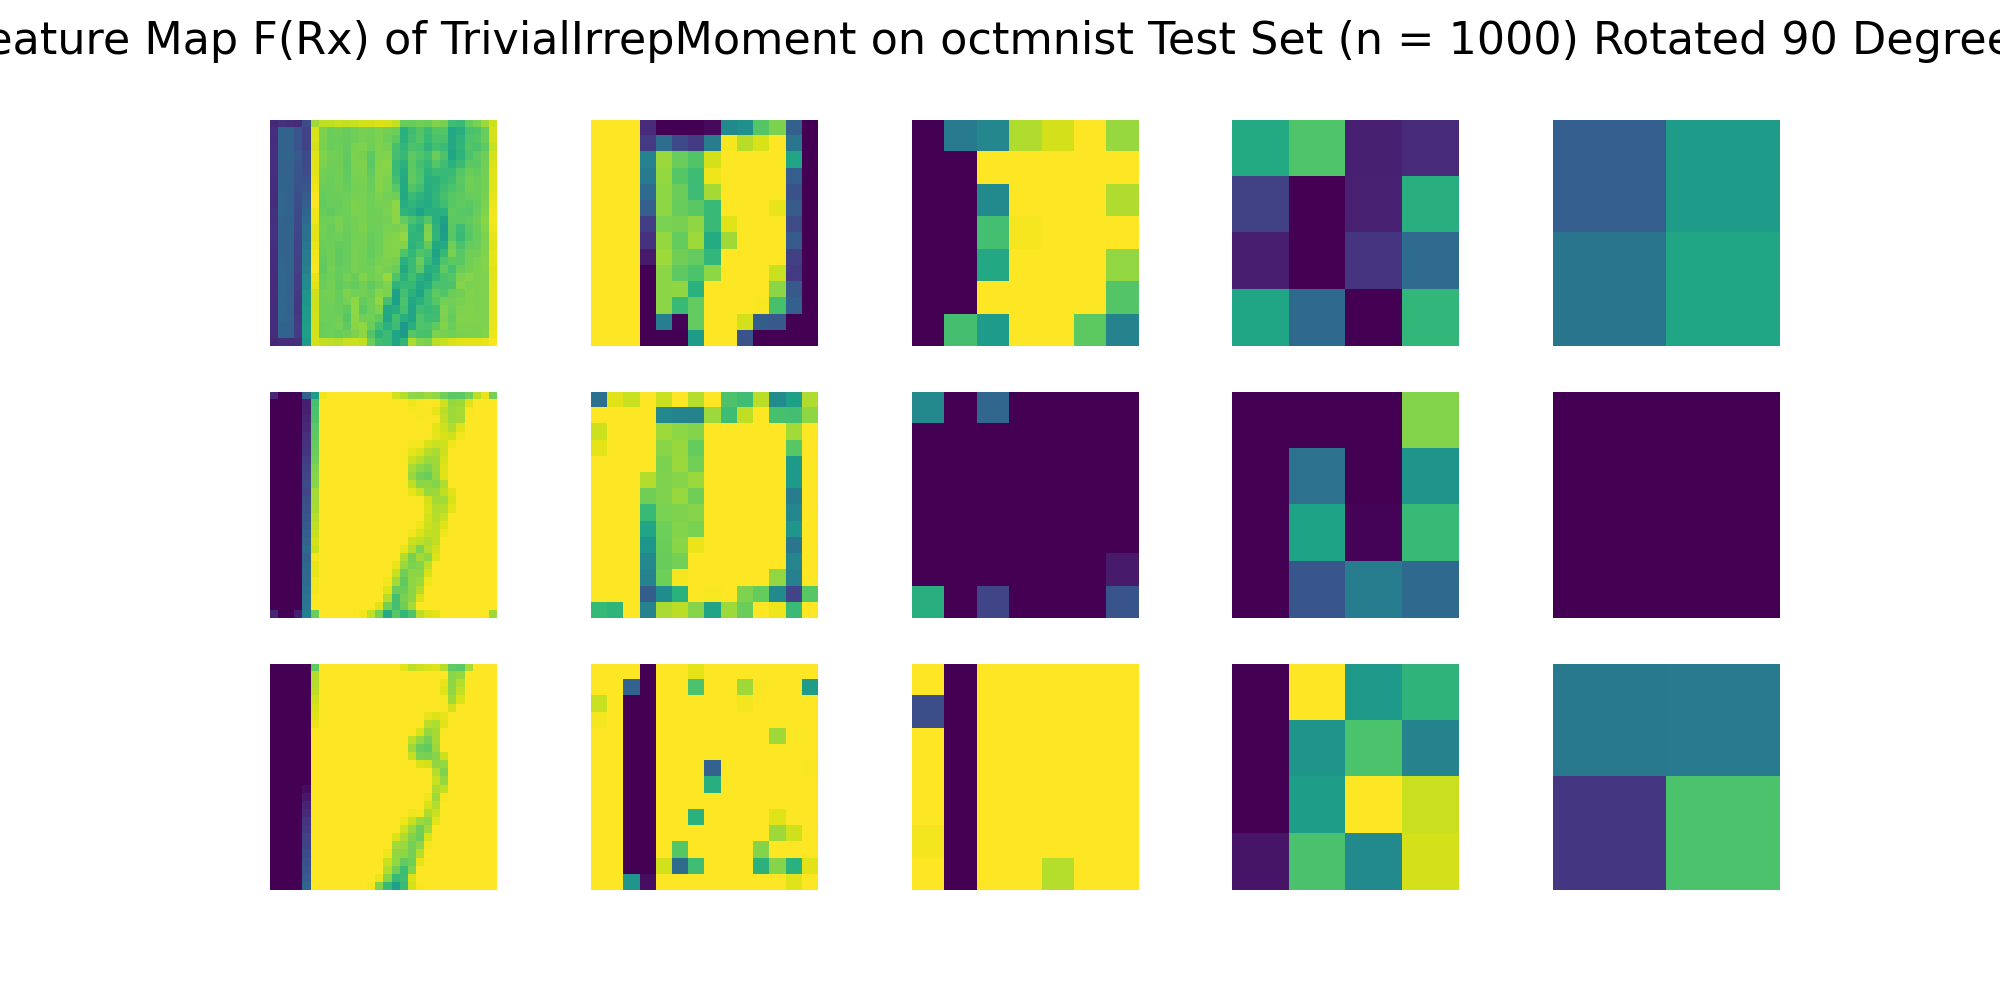 eature Map F(Rx) of TrivialIrrepMoment on octmnist Test Set (n = 1000) Rotated 90 Degree